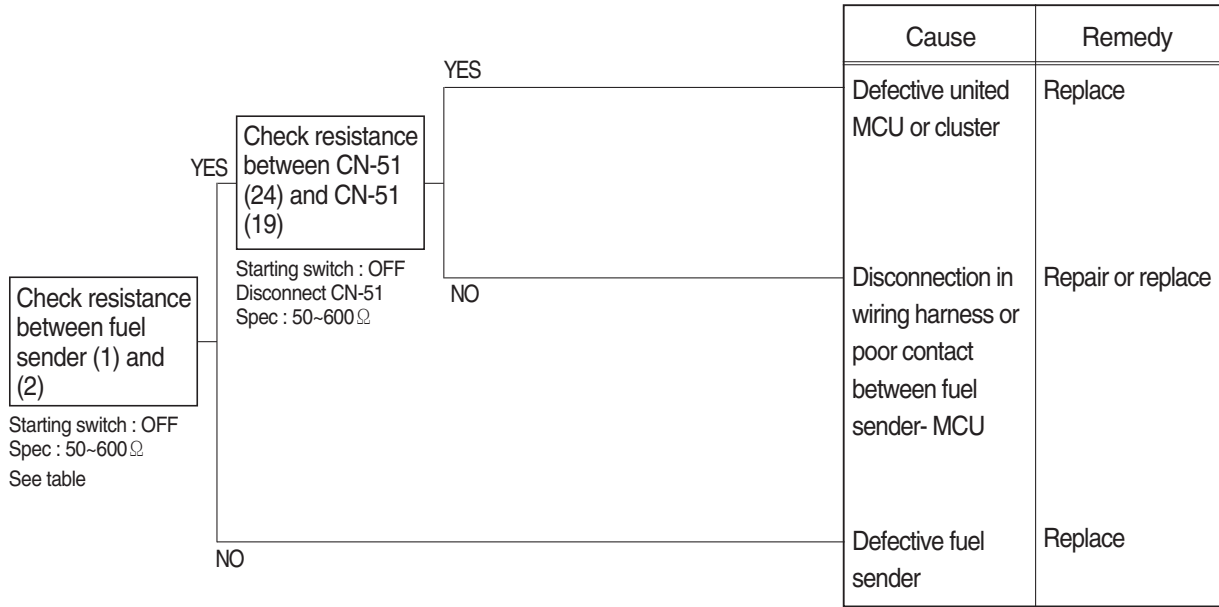 Check resistance
between fuel
sender (1) and
(2)
Starting switch : OFF
Spec : 50~600Ω
See table
YES
Check resistance
between CN-51
(24) and CN-51
(19)
Starting switch : OFF
Disconnect CN-51
Spec : 50~600Ω
YES
NO
NO
Cause
Remedy
Defective united
MCU or cluster
Replace
Disconnection in
wiring harness or
poor contact
between fuel
sender- MCU
Repair or replace
Defective fuel
sender
Replace